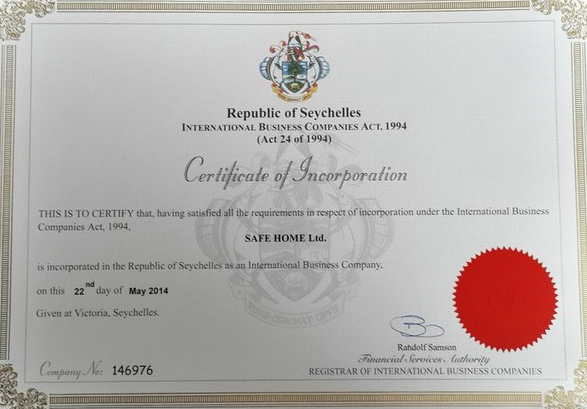 Republic of Seychelles
INTERNATIONAL BUSINESS COMPANIES ACT, 1994
(Act 24 of 1994)
Certificate of Incorporation
THIS IS TO CERTIFY that, having satisfied all the requirements in respect of incorporation under the International Business
Companies Act, 1994,
SAFE HOME Ltd.
is incorporated in the Republic of Seychelles as an International Business Company,
on this 22nd day of May 2014
Given at Victoria, Seychelles.
Randolf Samson
Financial Services Authority
Company No: 146976
REGISTRAR OF INTERNATIONAL BUSINESS COMPANIES